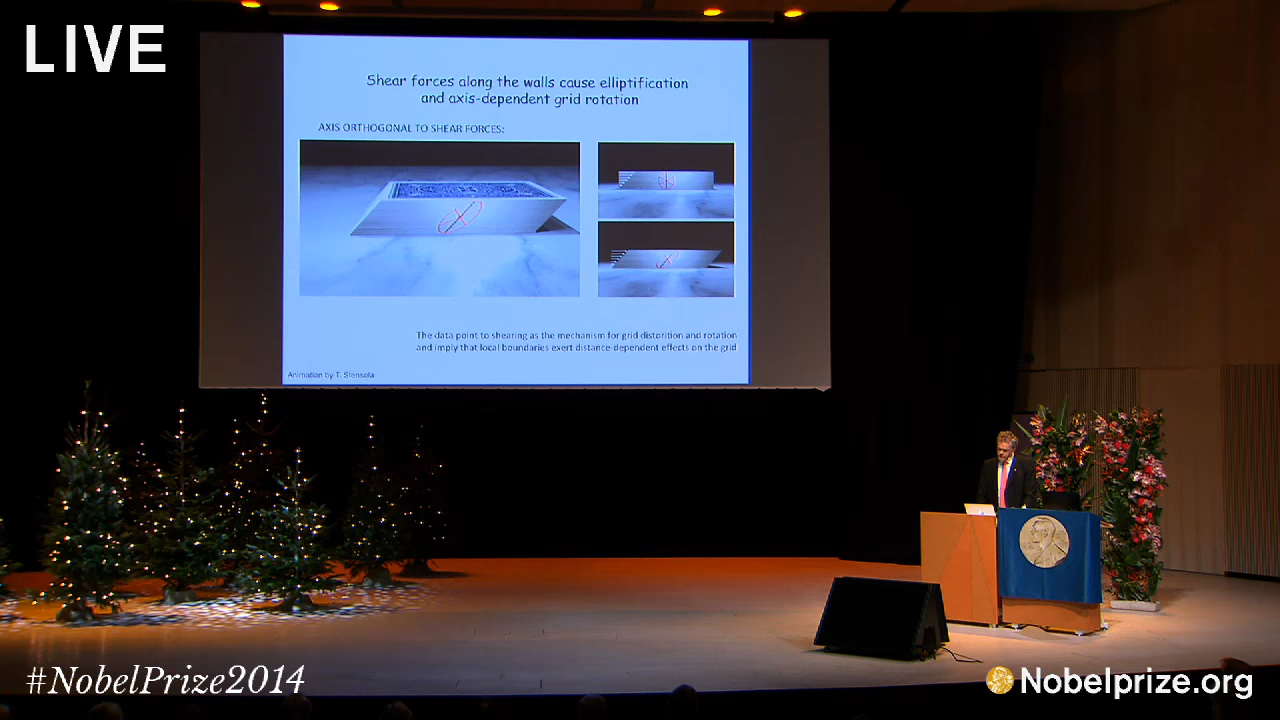 LIVE
Shear forces along the walls cause elliptification
and axis-dependent grid rotation
AXIS ORTHOGONAL TO SHEAR FORCES:
The data point to shearing as the mechanism for grid distortion and rotation
and imply that local boundaries exert distance-dependent effects on the grid
Animation by T. Stensola
#NobelPrize2014
Nobelprize.org